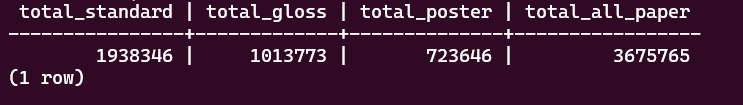 total_standard | total_gloss | total_poster | total_all_paper
----------------+-------------+--------------+-----------------
        1938346 |     1013773 |       723646 |         3675765
(1 row)